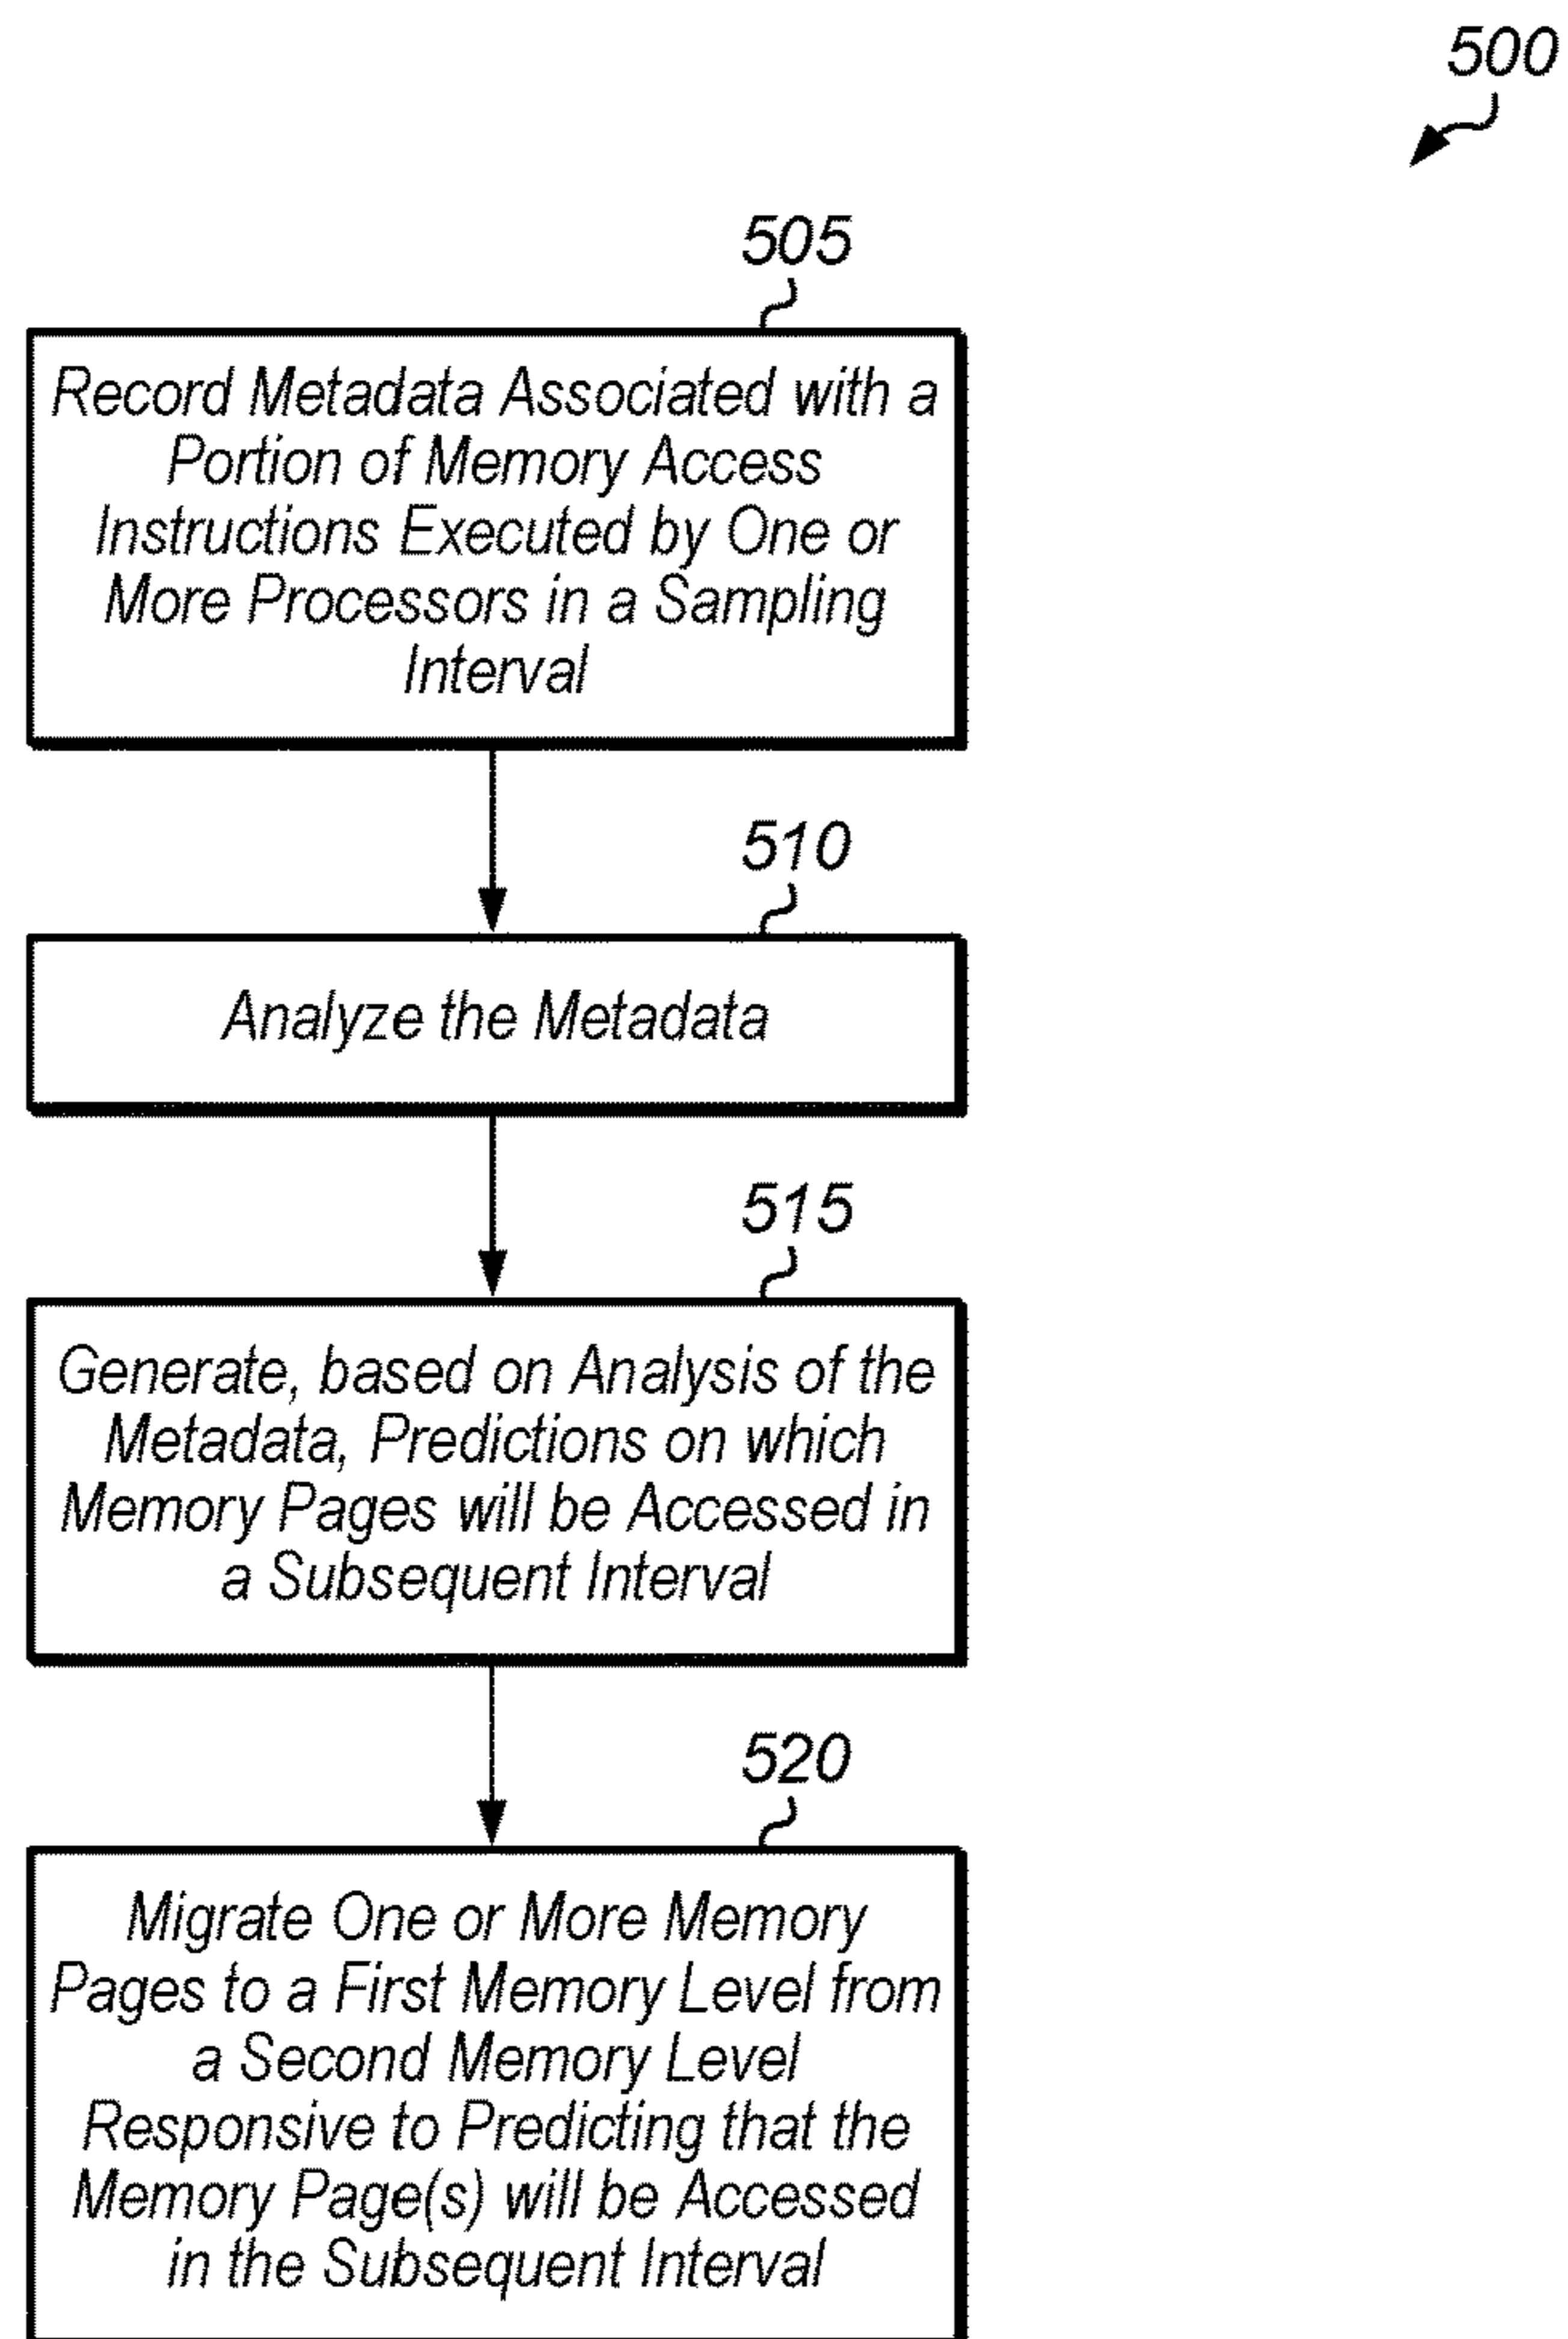 500
505
Record Metadata Associated with a
Portion of Memory Access
Instructions Executed by One or
More Processors in a Sampling
Interval
510
Analyze the Metadata
515
Generate, based on Analysis of the
Metadata, Predictions on which
Memory Pages will be Accessed in
a Subsequent Interval
520
Migrate One or More Memory
Pages to a First Memory Level from
a Second Memory Level
Responsive to Predicting that the
Memory Page(s) will be Accessed
in the Subsequent Interval